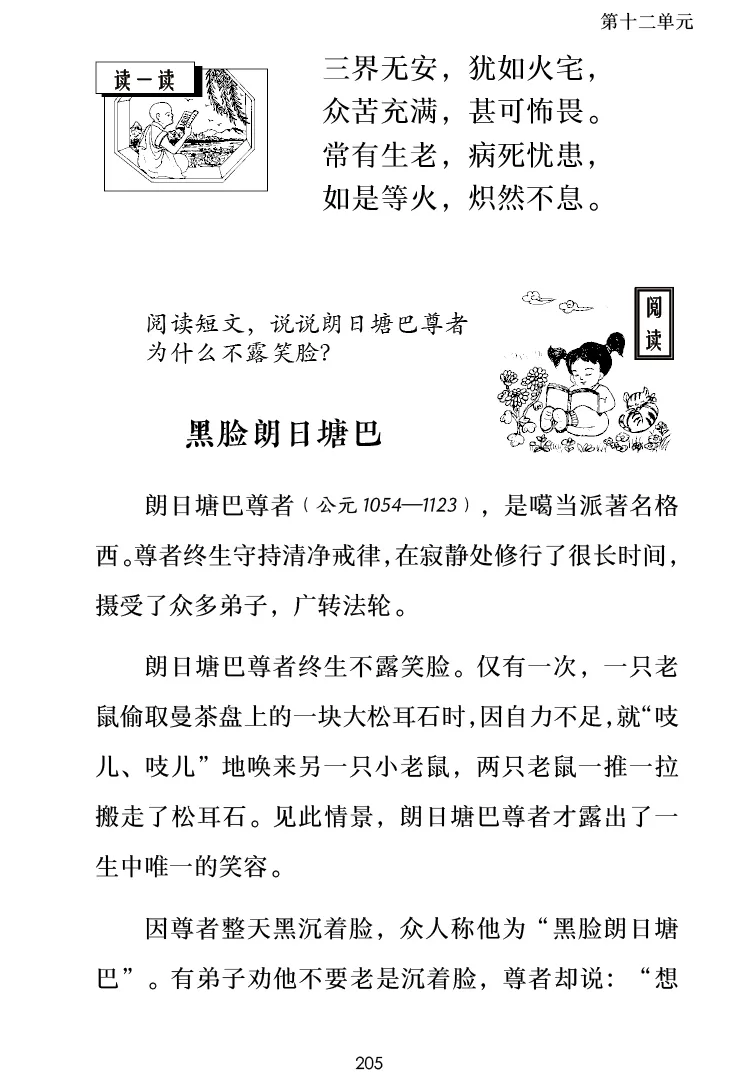 第十二单元
读一读
三界无安，犹如火宅，
众苦充满，甚可怖畏。
常有生老，病死忧患，
如是等火，炽然不息。
阅读
阅读短文，说说朗日塘巴尊者
为什么不露笑脸？
黑脸朗日塘巴
朗日塘巴尊者（公元1054—1123），是噶当派著名格
西。尊者终生守持清净戒律，在寂静处修行了很长时间，
摄受了众多弟子，广转法轮。
朗日塘巴尊者终生不露笑脸。仅有一次，一只老
鼠偷取曼茶盘上的一块大松耳石时，因自力不足，就“吱
儿、吱儿”地唤来另一只小老鼠，两只老鼠一推一拉
搬走了松耳石。见此情景，朗日塘巴尊者才露出了一
生中唯一的笑容。
因尊者整天黑沉着脸，众人称他为“黑脸朗日塘
巴”。有弟子劝他不要老是沉着脸，尊者却说：“想
205